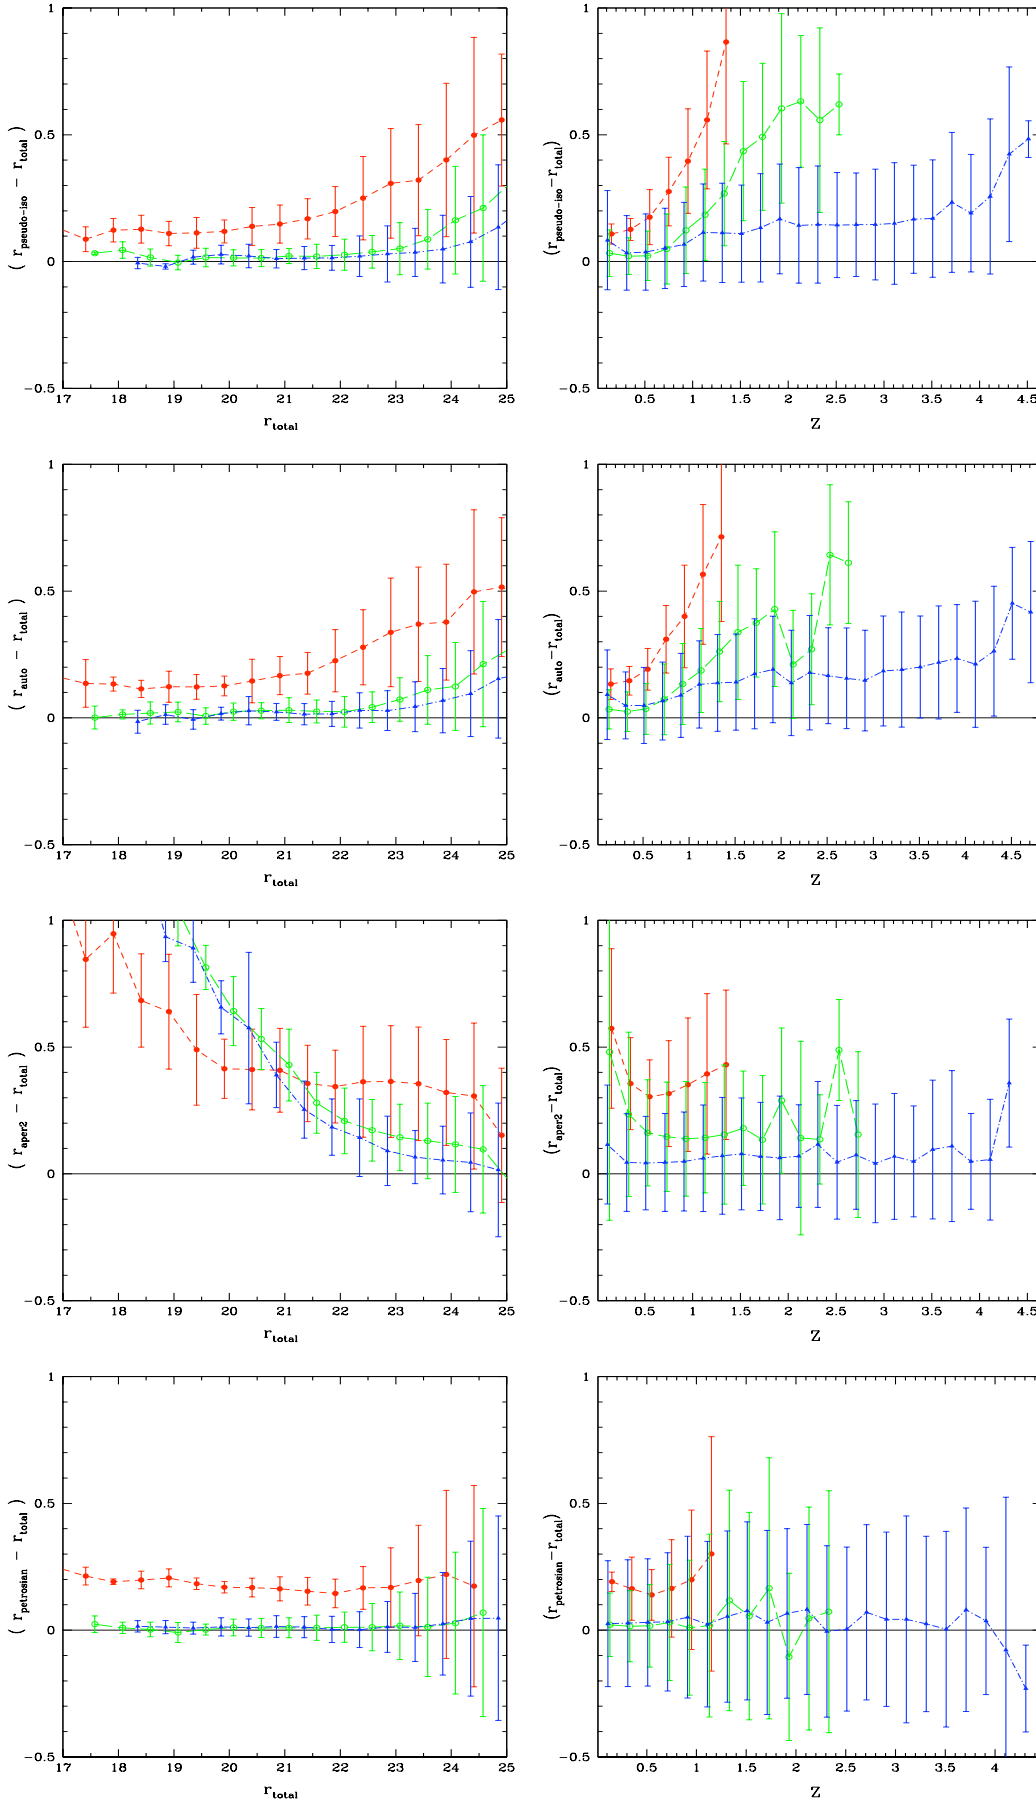 ( r_pseudo-iso − r_total )
1
0.5
0
−0.5
17 18 19 20 21 22 23 24 25
r_total
(r_pseudo-iso−r_total)
1
0.5
0
−0.5
0.5 1 1.5 2 2.5 3 3.5 4 4.5
Z
( r_auto − r_total )
1
0.5
0
−0.5
17 18 19 20 21 22 23 24 25
r_total
(r_auto−r_total)
1
0.5
0
−0.5
0.5 1 1.5 2 2.5 3 3.5 4 4.5
Z
( r_aper2 − r_total )
1
0.5
0
−0.5
17 18 19 20 21 22 23 24 25
r_total
(r_aper2−r_total)
1
0.5
0
−0.5
0.5 1 1.5 2 2.5 3 3.5 4 4.5
Z
( r_petrosian − r_total )
1
0.5
0
−0.5
17 18 19 20 21 22 23 24 25
r_total
(r_petrosian−r_total)
1
0.5
0
−0.5
0.5 1 1.5 2 2.5 3 3.5 4
Z